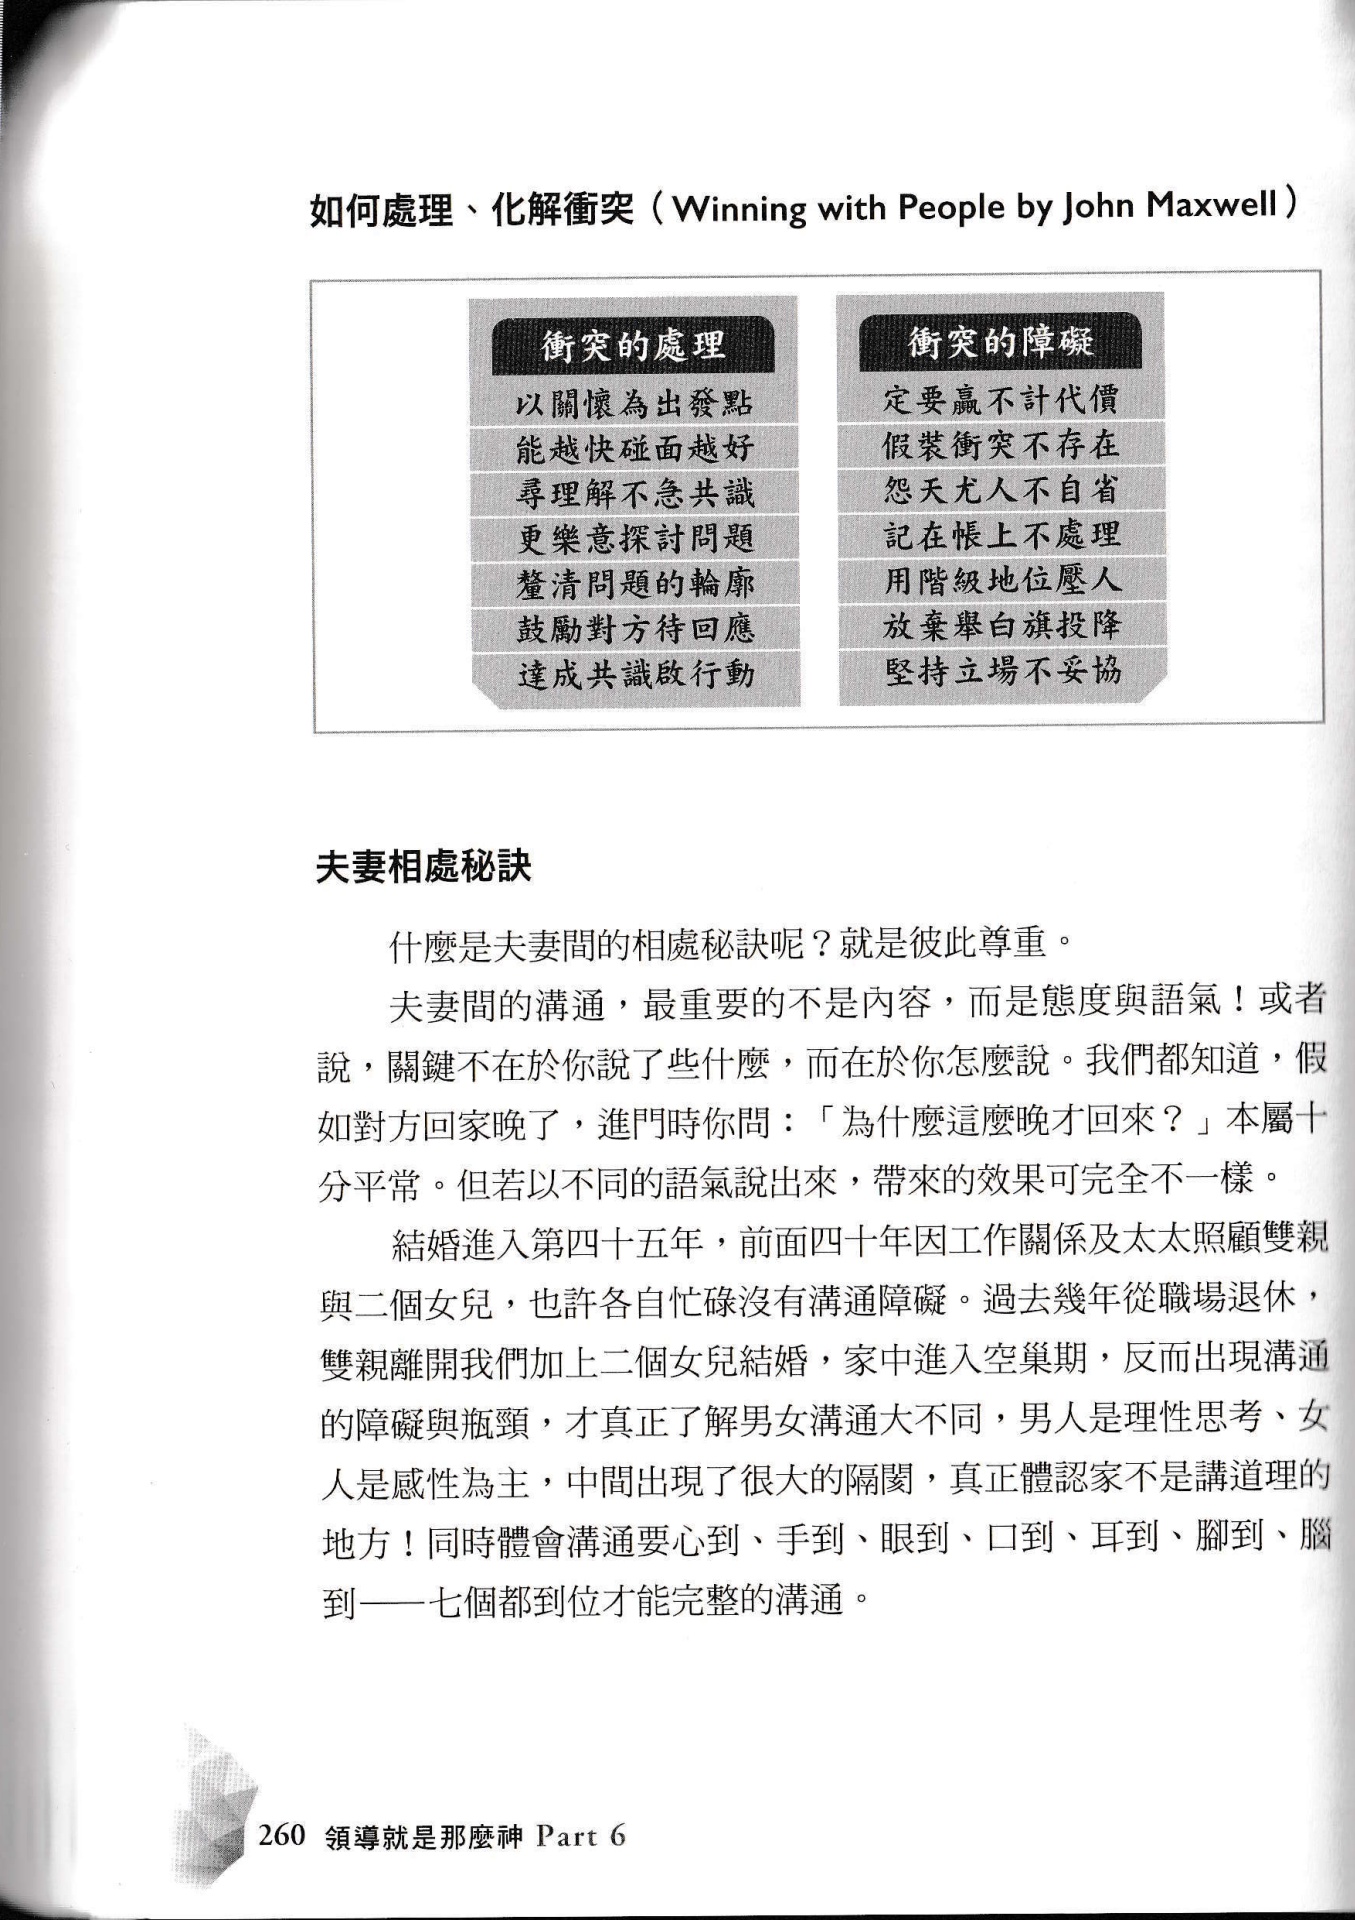 如何處理、化解衝突（Winning with People by John Maxwell）
衝突的處理
以關懷為出發點
能越快碰面越好
尋理解不急共識
更樂意探討問題
釐清問題的輪廓
鼓勵對方待回應
達成共識啟行動
衝突的障礙
定要贏不計代價
假裝衝突不存在
怨天尤人不自省
記在帳上不處理
用階級地位壓人
放棄舉白旗投降
堅持立場不妥協
夫妻相處秘訣
什麼是夫妻間的相處秘訣呢？就是彼此尊重。
夫妻間的溝通，最重要的不是內容，而是態度與語氣！或者
說，關鍵不在於你說了些什麼，而在於你怎麼說。我們都知道，假
如對方回家晚了，進門時你問：「為什麼這麼晚才回來？」本屬十
分平常。但若以不同的語氣說出來，帶來的效果可完全不一樣。
結婚進入第四十五年，前面四十年因工作關係及太太照顧雙親
與二個女兒，也許各自忙碌沒有溝通障礙。過去幾年從職場退休，
雙親離開我們加上二個女兒結婚，家中進入空巢期，反而出現溝通
的障礙與瓶頸，才真正了解男女溝通大不同，男人是理性思考、女
人是感性為主，中間出現了很大的隔閡，真正體認家不是講道理的
地方！同時體會溝通要心到、手到、眼到、口到、耳到、腳到、腦
到——七個都到位才能完整的溝通。
260 領導就是那麼神 Part 6